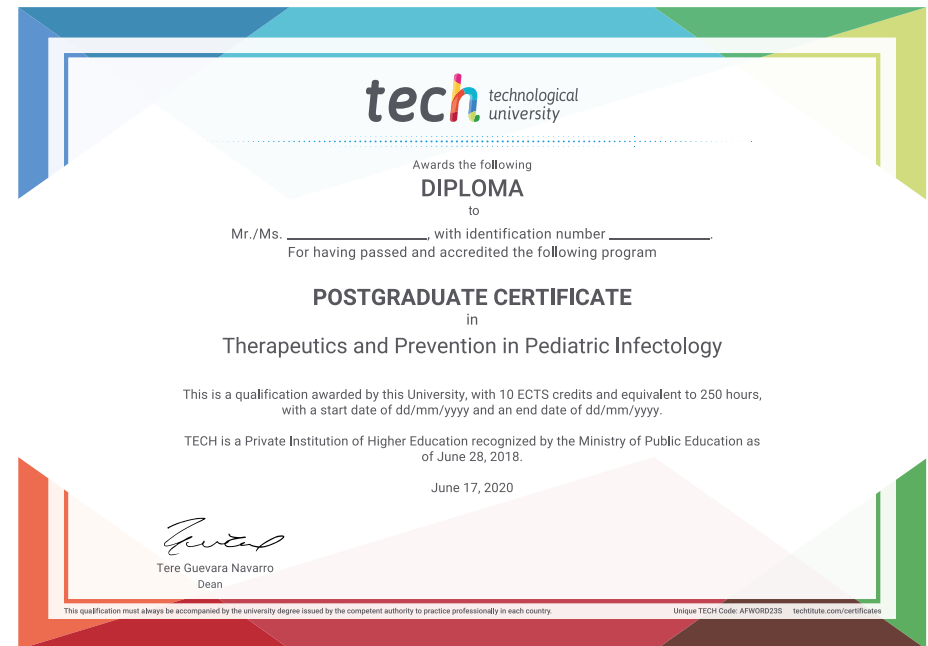 tech technological
university
Awards the following
DIPLOMA
to
Mr./Ms. ____________________, with identification number ______________.
For having passed and accredited the following program
POSTGRADUATE CERTIFICATE
in
Therapeutics and Prevention in Pediatric Infectology
This is a qualification awarded by this University, with 10 ECTS credits and equivalent to 250 hours,
with a start date of dd/mm/yyyy and an end date of dd/mm/yyyy.
TECH is a Private Institution of Higher Education recognized by the Ministry of Public Education as
of June 28, 2018.
June 17, 2020
Tere Guevara Navarro
Dean
This qualification must always be accompanied by the university degree issued by the competent authority to practice professionally in each country.
Unique TECH Code: AFWORD23S techtitute.com/certificates